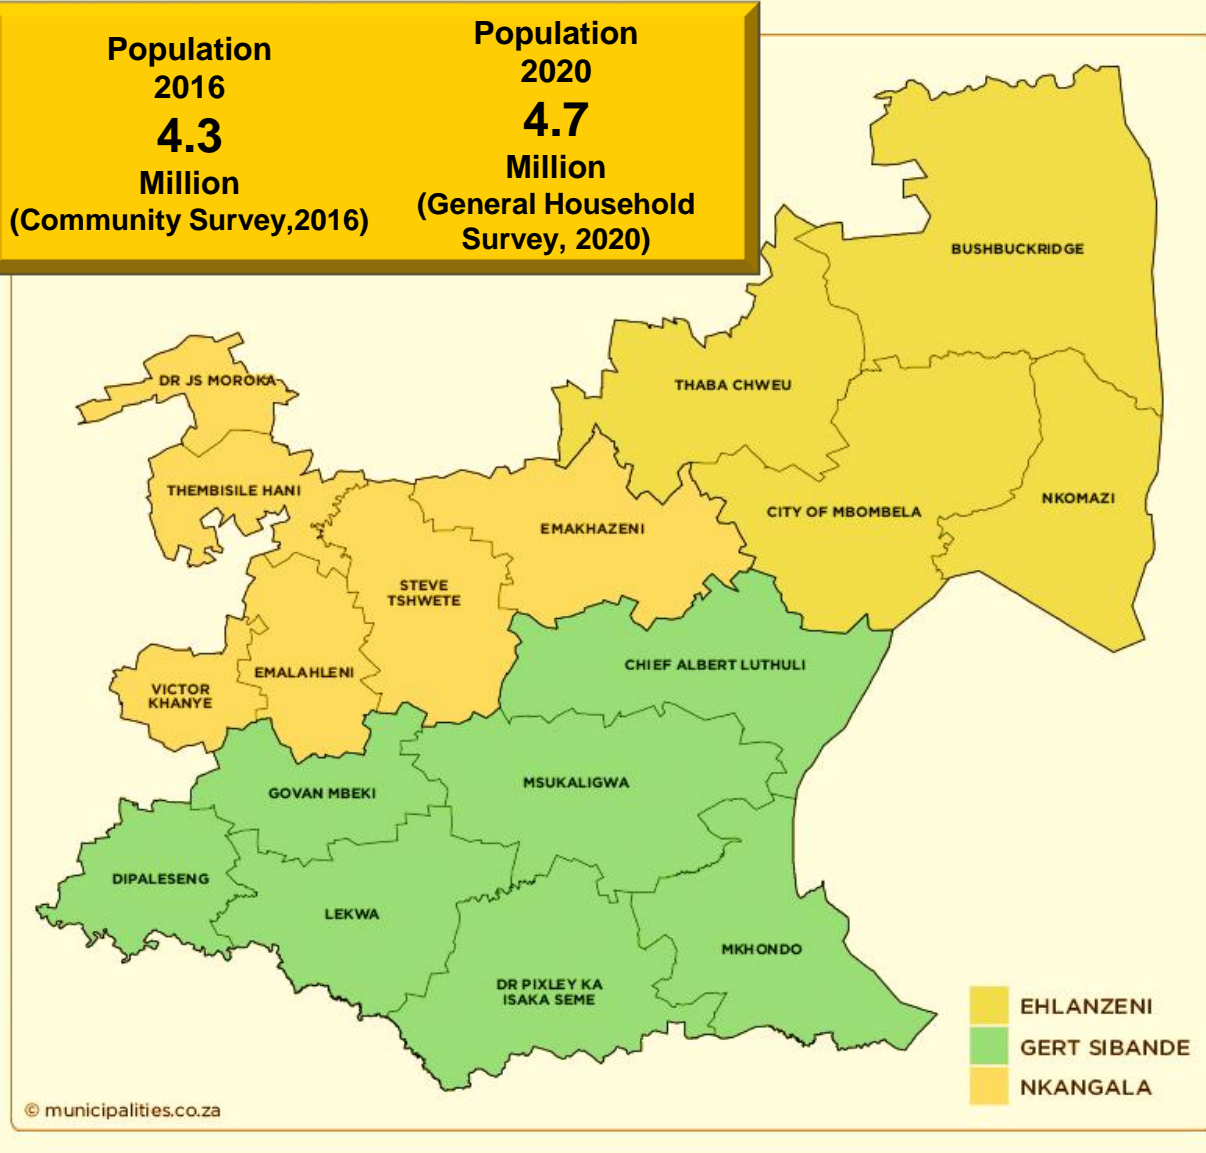 Population
2016
4.3
Million
(Community Survey,2016)
Population
2020
4.7
Million
(General Household
Survey, 2020)
BUSHBUCKRIDGE
THABA CHWEU
DR JS MOROKA
THEMBISILE HANI
NKOMAZI
CITY OF MBOMBELA
EMAKHAZENI
STEVE
TSHWETE
CHIEF ALBERT LUTHULI
EMALAHLENI
VICTOR
KHANYE
MSUKALIGWA
GOVAN MBEKI
DIPALESENG
LEKWA
MKHONDO
DR PIXLEY KA
ISAKA SEME
EHLANZENI
GERT SIBANDE
NKANGALA
© municipalities.co.za